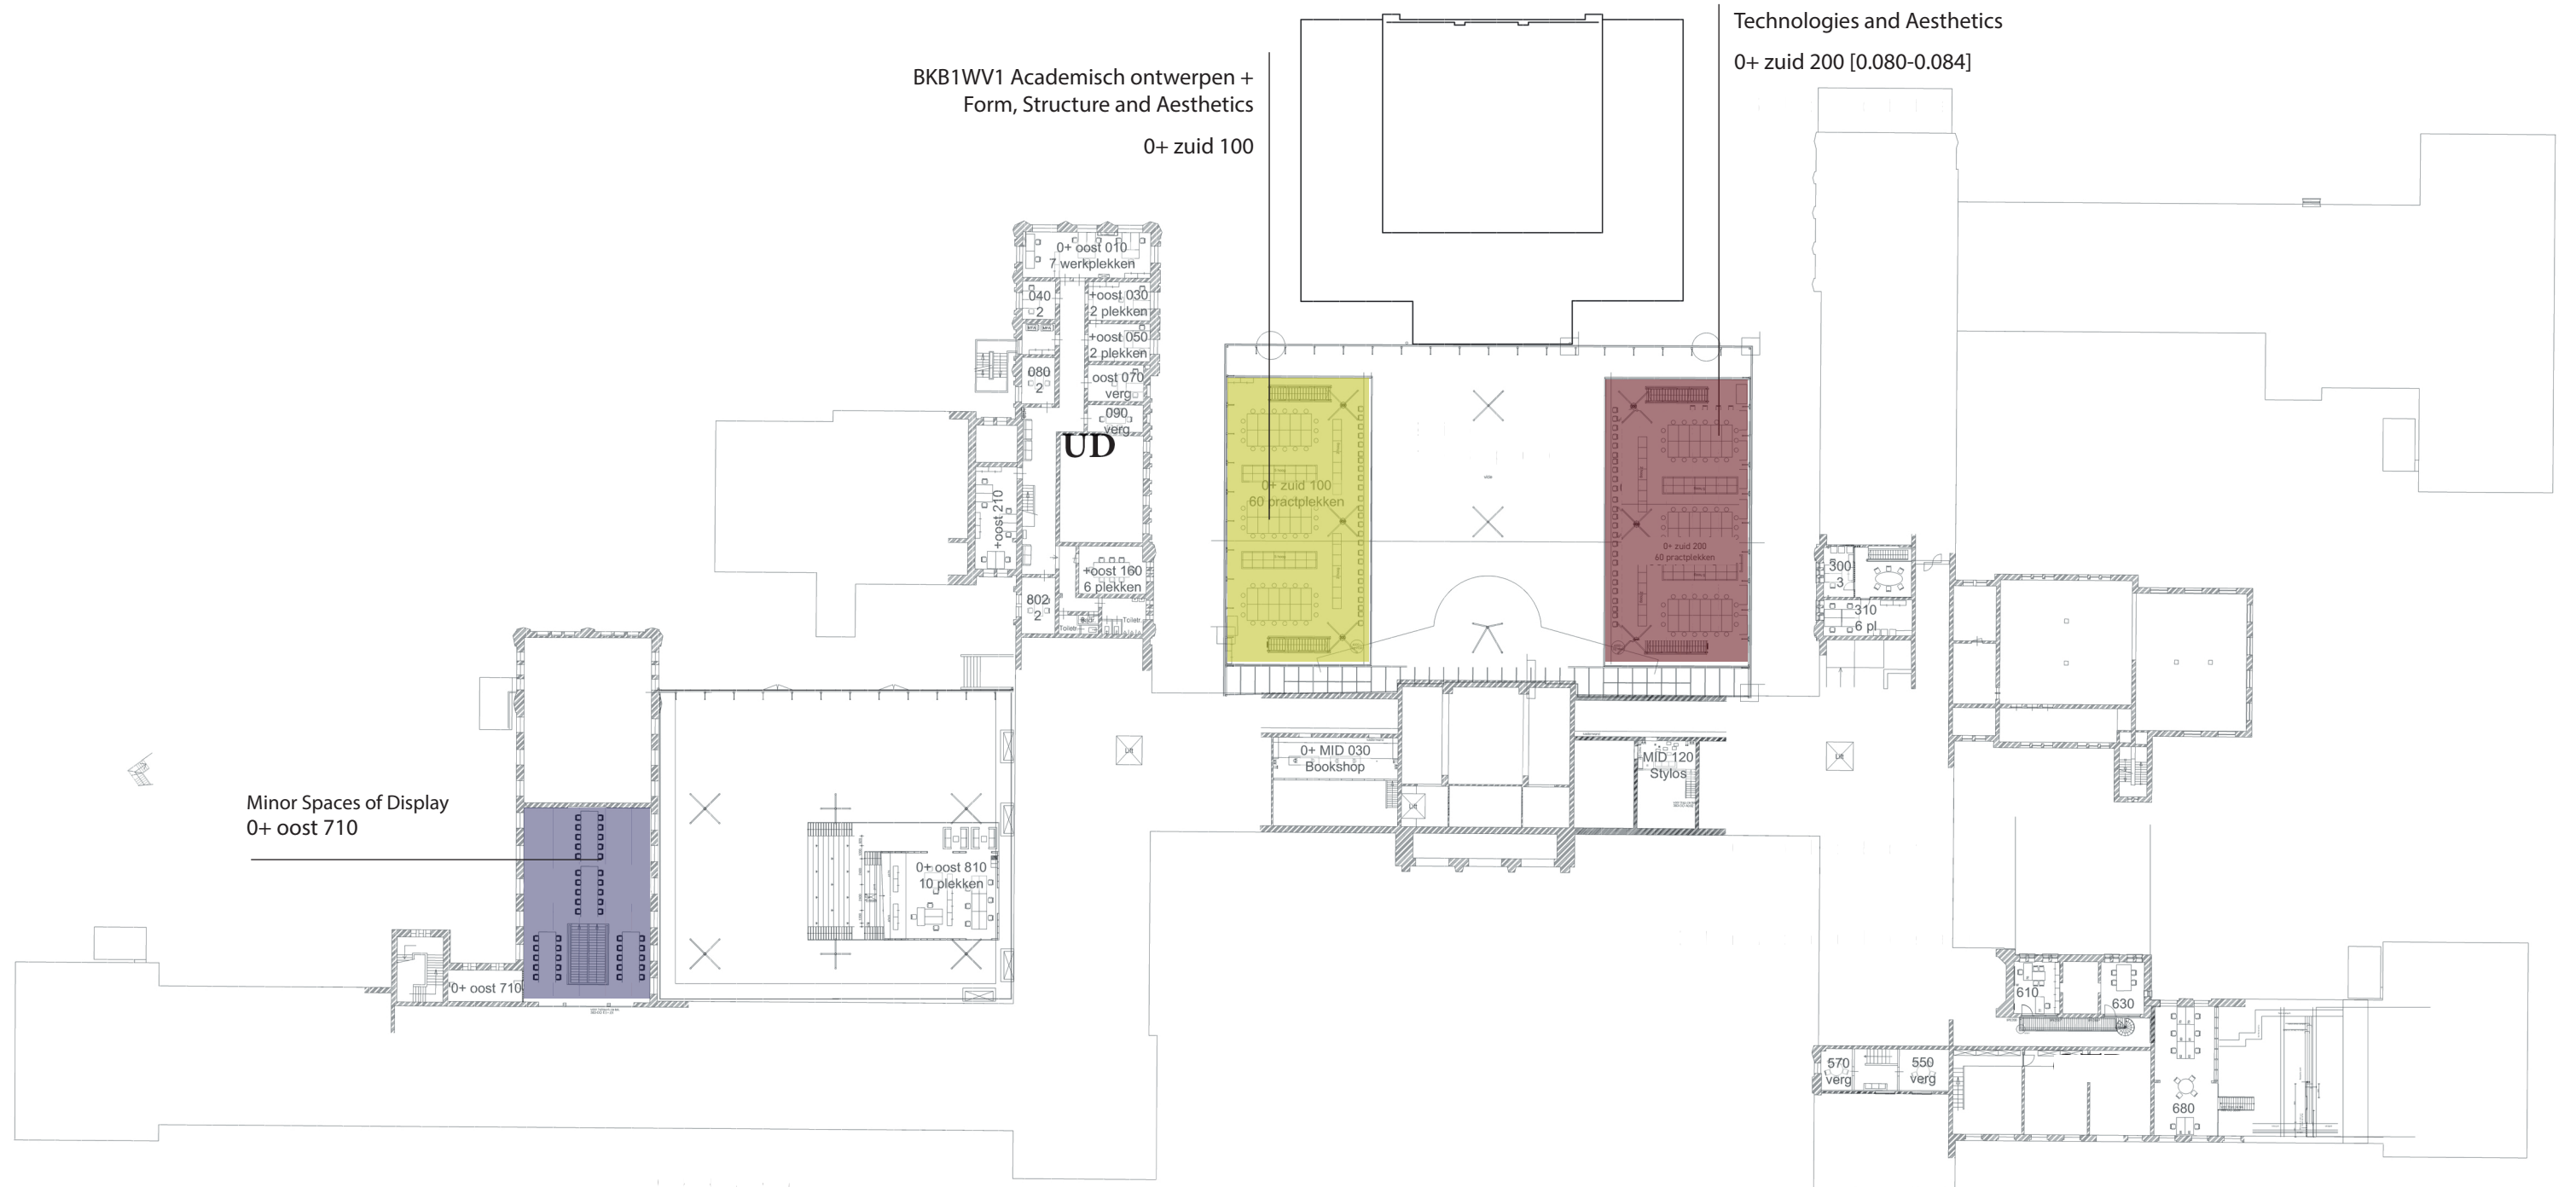 Technologies and Aesthetics
0+ zuid 200 [0.080-0.084]
BKB1WV1 Academisch ontwerpen +
Form, Structure and Aesthetics
0+ zuid 100
0+ oost 010
7 werkplekken
040
2
+oost 030
2 plekken
+oost 050
2 plekken
080
2
oost 070
verg
090
verg
UD
+oost 210
+oost 160
6 plekken
802
2
Toilett
Toilett
0+ zuid 100
60 practplekken
0+ zuid 200
60 practplekken
300
3
310
6 pl
Lift
Lift
Lift
0+ MID 030
Bookshop
MID 120
Stylos
Minor Spaces of Display
0+ oost 710
0+ oost 810
10 plekken
0+ oost 710
610
630
570
verg
550
verg
680